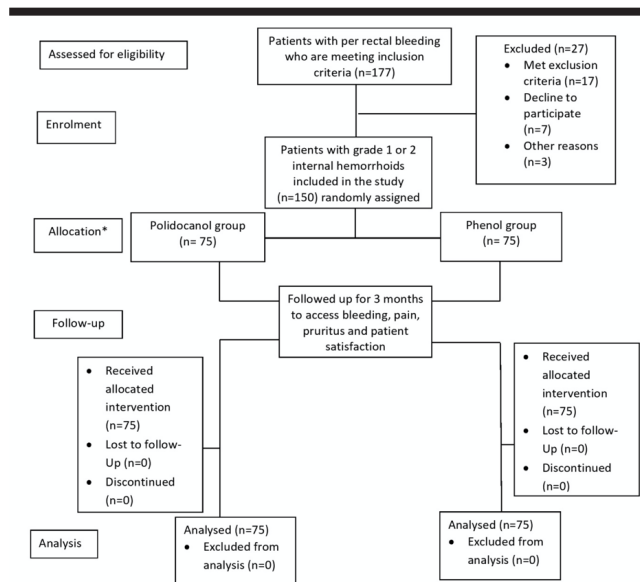 Assessed for eligibility
Patients with per rectal bleeding
who are meeting inclusion
criteria (n=177)
Excluded (n=27)
• Met exclusion
criteria (n=17)
• Decline to
participate
(n=7)
• Other reasons
(n=3)
Enrolment
Patients with grade 1 or 2
internal hemorrhoids
included in the study
(n=150) randomly assigned
Allocation*
Polidocanol group
(n= 75)
Phenol group
(n= 75)
Followed up for 3 months
to access bleeding, pain,
pruritus and patient
satisfaction
Follow-up
• Received
allocated
intervention
(n=75)
• Lost to follow-
Up (n=0)
• Discontinued
(n=0)
• Received
allocated
intervention
(n=75)
• Lost to follow-
Up (n=0)
• Discontinued
(n=0)
Analysis
Analysed (n=75)
• Excluded from
analysis (n=0)
Analysed (n=75)
• Excluded from
analysis (n=0)